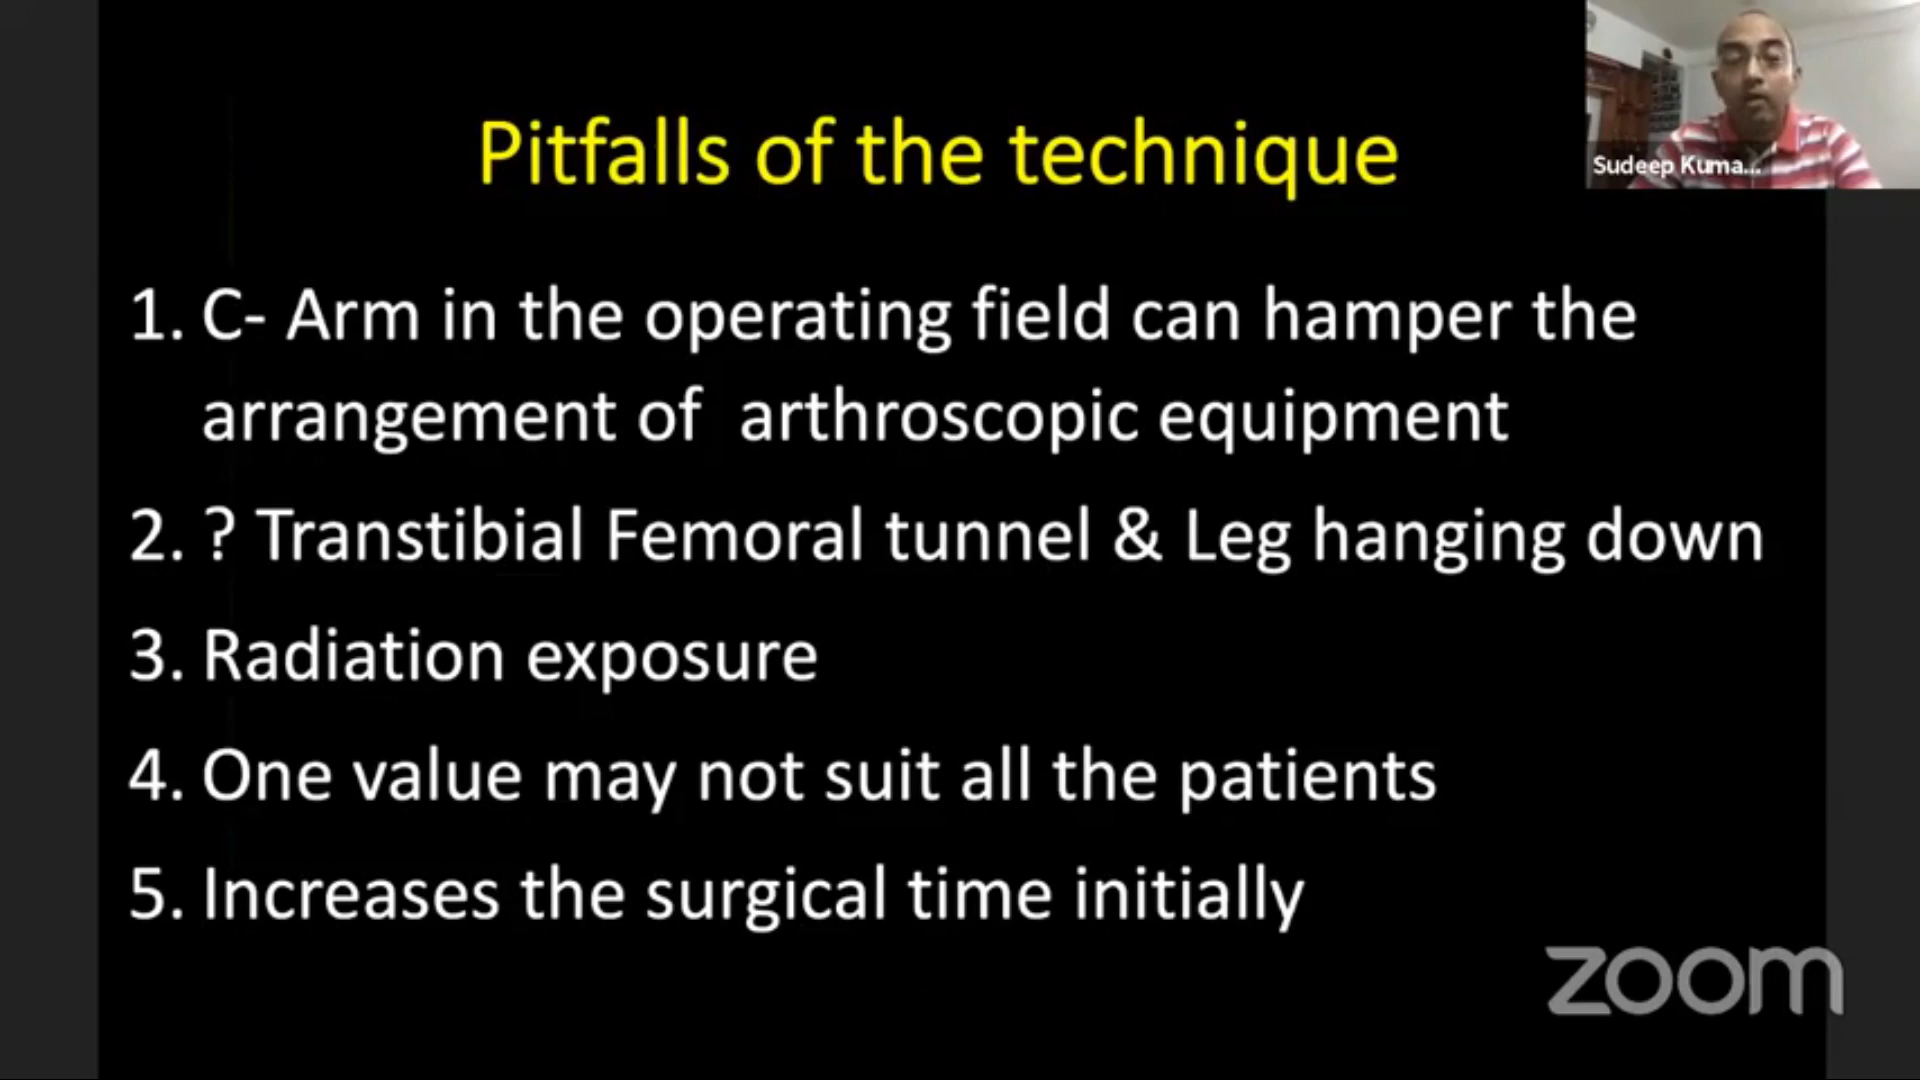 Pitfalls of the technique
Sudeep Kuma...
1. C- Arm in the operating field can hamper the
arrangement of arthroscopic equipment
2. ? Transtibial Femoral tunnel & Leg hanging down
3. Radiation exposure
4. One value may not suit all the patients
5. Increases the surgical time initially
zoom